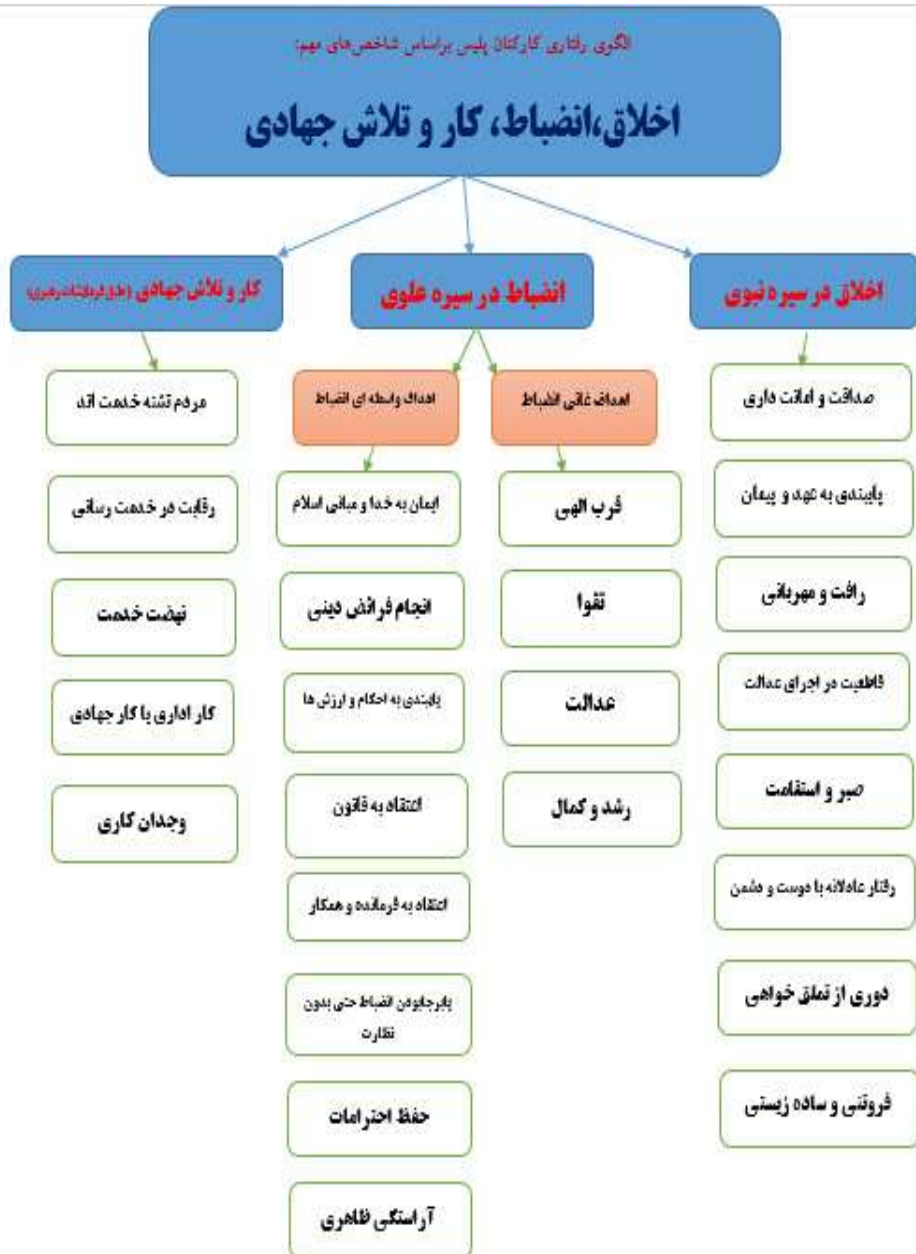 الگوی رفتاری کارکنان پلیس براساس شاخص‌های مهم:
اخلاق،انضباط، کار و تلاش جهادی
اخلاق در سیره نبوی
صداقت و امانت داری
پایبندی به عهد و پیمان
رافت و مهربانی
قاطعیت در اجرای عدالت
صبر و استقامت
رفتار عادلانه با دوست و دشمن
دوری از تملق خواهی
فروتنی و ساده زیستی
انضباط در سیره علوی
اهداف غائی انضباط
قرب الهی
تقوا
عدالت
رشد و کمال
اهداف واسطه ای انضباط
ایمان به خدا و مبانی اسلام
انجام فرائض دینی
پایبندی به احکام و ارزش ها
اعتقاد به قانون
اعتقاد به فرمانده و همکار
پابرجابودن انضباط حتی بدون
نظارت
حفظ احترامات
آراستگی ظاهری
کار و تلاش جهادی
مردم تشنه خدمت اند
رقابت در خدمت رسانی
نهضت خدمت
کار اداری یا کار جهادی
وجدان کاری